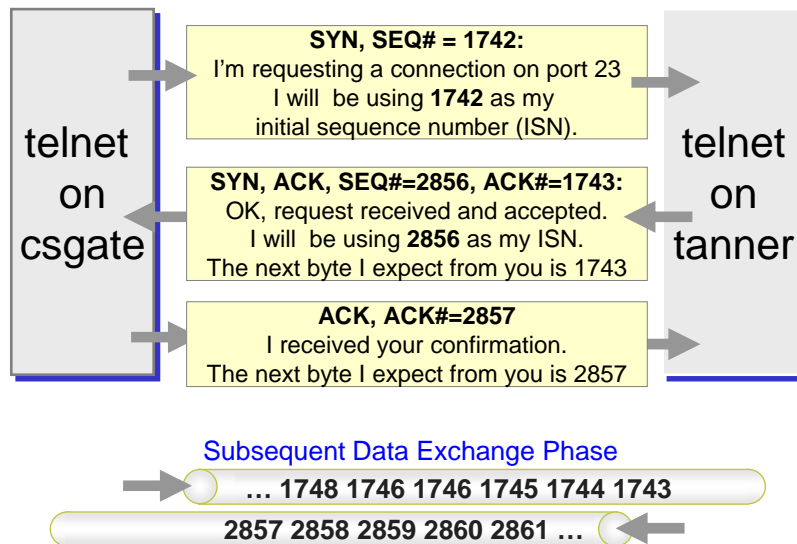 telnet
on
csgate
SYN, SEQ# = 1742:
I'm requesting a connection on port 23
I will be using 1742 as my
initial sequence number (ISN).
SYN, ACK, SEQ#=2856, ACK#=1743:
OK, request received and accepted.
I will be using 2856 as my ISN.
The next byte I expect from you is 1743
ACK, ACK#=2857
I received your confirmation.
The next byte I expect from you is 2857
telnet
on
tanner
Subsequent Data Exchange Phase
… 1748 1746 1746 1745 1744 1743
2857 2858 2859 2860 2861 …